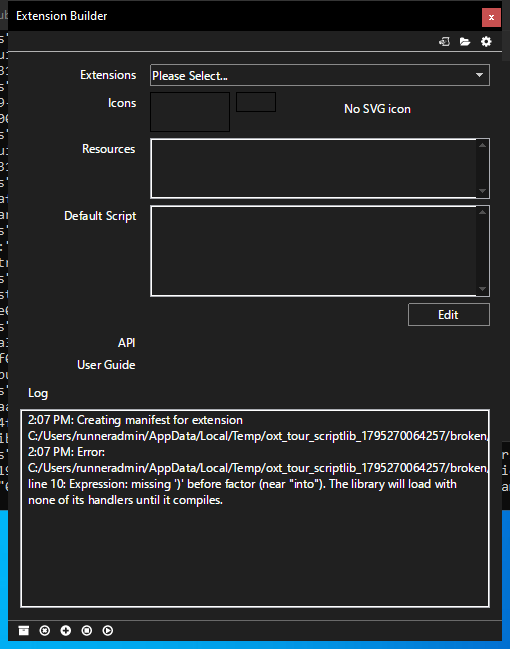 Extension Builder
x
Extensions
Please Select...
Icons
No SVG icon
Resources
Default Script
Edit
API
User Guide
Log
2:07 PM: Creating manifest for extension
C:/Users/runneradmin/AppData/Local/Temp/oxt_tour_scriptlib_1795270064257/broken,
2:07 PM: Error:
C:/Users/runneradmin/AppData/Local/Temp/oxt_tour_scriptlib_1795270064257/broken,
line 10: Expression: missing ')' before factor (near "into"). The library will load with
none of its handlers until it compiles.